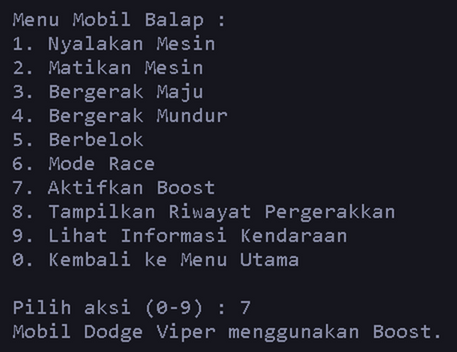 Menu Mobil Balap :
1. Nyalakan Mesin
2. Matikan Mesin
3. Bergerak Maju
4. Bergerak Mundur
5. Berbelok
6. Mode Race
7. Aktifkan Boost
8. Tampilkan Riwayat Pergerakkan
9. Lihat Informasi Kendaraan
0. Kembali ke Menu Utama
Pilih aksi (0-9) : 7
Mobil Dodge Viper menggunakan Boost.